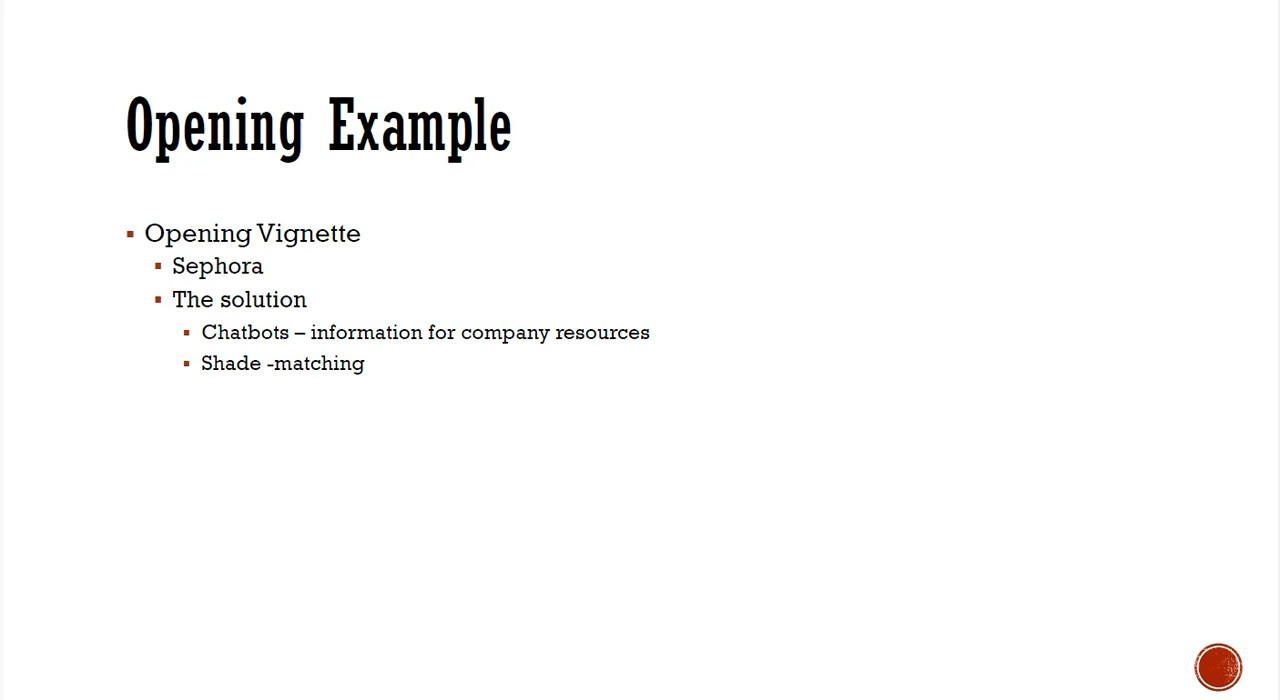 Opening Example
Opening Vignette
Sephora
The solution
Chatbots – information for company resources
Shade -matching